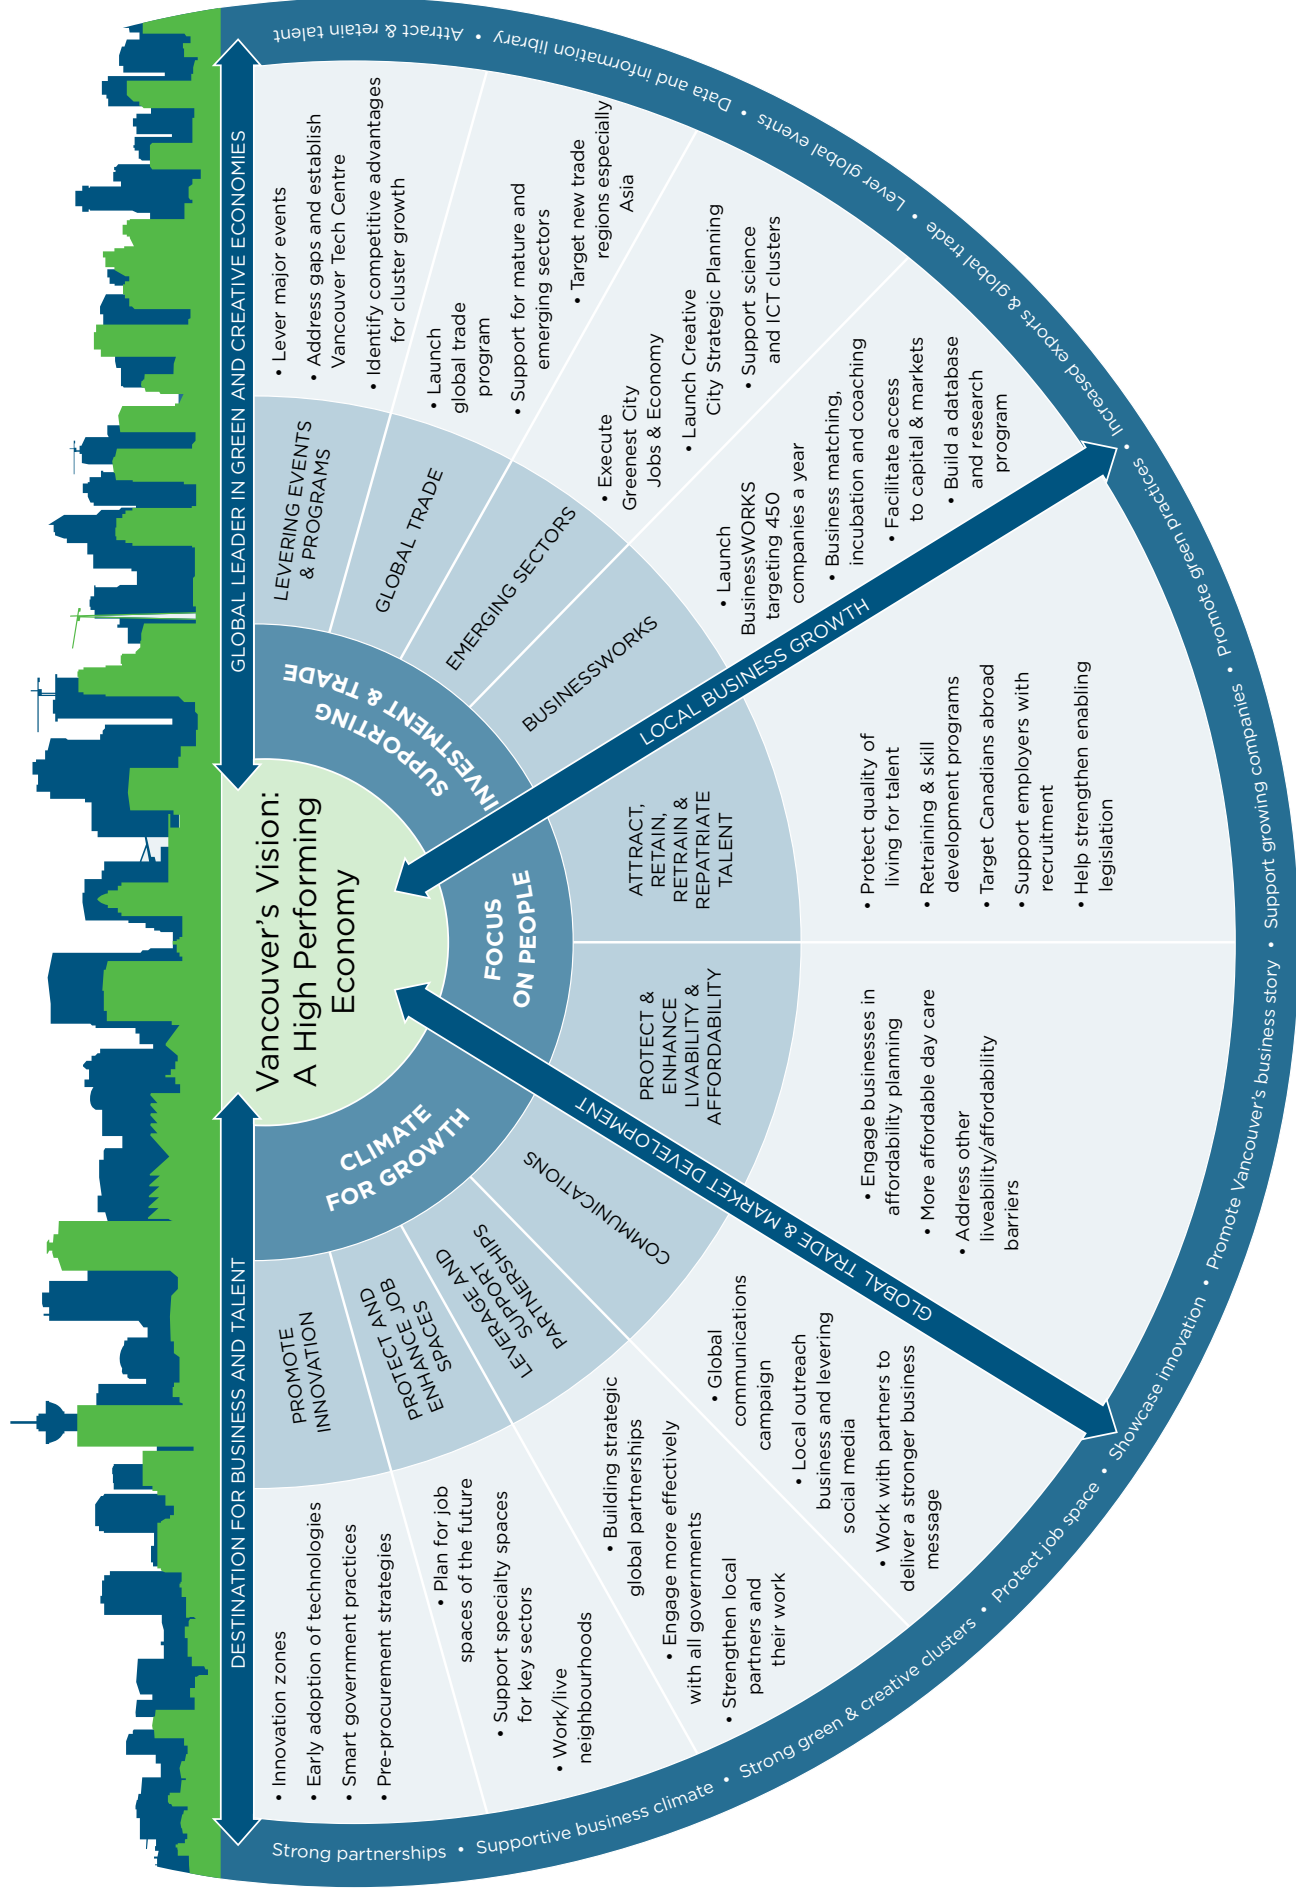 Vancouver's Vision:
A High Performing
Economy
DESTINATION FOR BUSINESS AND TALENT
GLOBAL LEADER IN GREEN AND CREATIVE ECONOMIES
GLOBAL TRADE & MARKET DEVELOPMENT
LOCAL BUSINESS GROWTH
CLIMATE
FOR GROWTH
PROMOTE
INNOVATION
• Innovation zones
• Early adoption of technologies
• Smart government practices
• Pre-procurement strategies
PROTECT AND
ENHANCE JOB
SPACES
• Plan for job
spaces of the future
• Support specialty spaces
for key sectors
• Work/live
neighbourhoods
LEVERAGE AND
SUPPORT
PARTNERSHIPS
• Building strategic
global partnerships
• Engage more effectively
with all governments
• Strengthen local
partners and
their work
COMMUNICATIONS
• Global
communications
campaign
• Local outreach
business and levering
social media
• Work with partners to
deliver a stronger business
message
FOCUS
ON PEOPLE
PROTECT &
ENHANCE
LIVABILITY &
AFFORDABILITY
• Engage businesses in
affordability planning
• More affordable day care
• Address other
liveability/affordability
barriers
ATTRACT,
RETAIN,
RETRAIN &
REPATRIATE
TALENT
• Protect quality of
living for talent
• Retraining & skill
development programs
• Target Canadians abroad
• Support employers with
recruitment
• Help strengthen enabling
legislation
SUPPORTING
INVESTMENT & TRADE
BUSINESSWORKS
• Launch
BusinessWORKS
targeting 450
companies a year
• Business matching,
incubation and coaching
• Facilitate access
to capital & markets
• Build a database
and research
program
EMERGING SECTORS
• Execute
Greenest City
Jobs & Economy
• Launch Creative
City Strategic Planning
• Support science
and ICT clusters
GLOBAL TRADE
• Launch
global trade
program
• Support for mature and
emerging sectors
• Target new trade
regions especially
Asia
LEVERING EVENTS
& PROGRAMS
• Lever major events
• Address gaps and establish
Vancouver Tech Centre
• Identify competitive advantages
for cluster growth
Strong partnerships • Supportive business climate • Strong green & creative clusters • Protect job space • Showcase innovation • Promote Vancouver's business story • Support growing companies • Promote green practices • Increased exports & global trade • Lever global events • Data and information library • Attract & retain talent